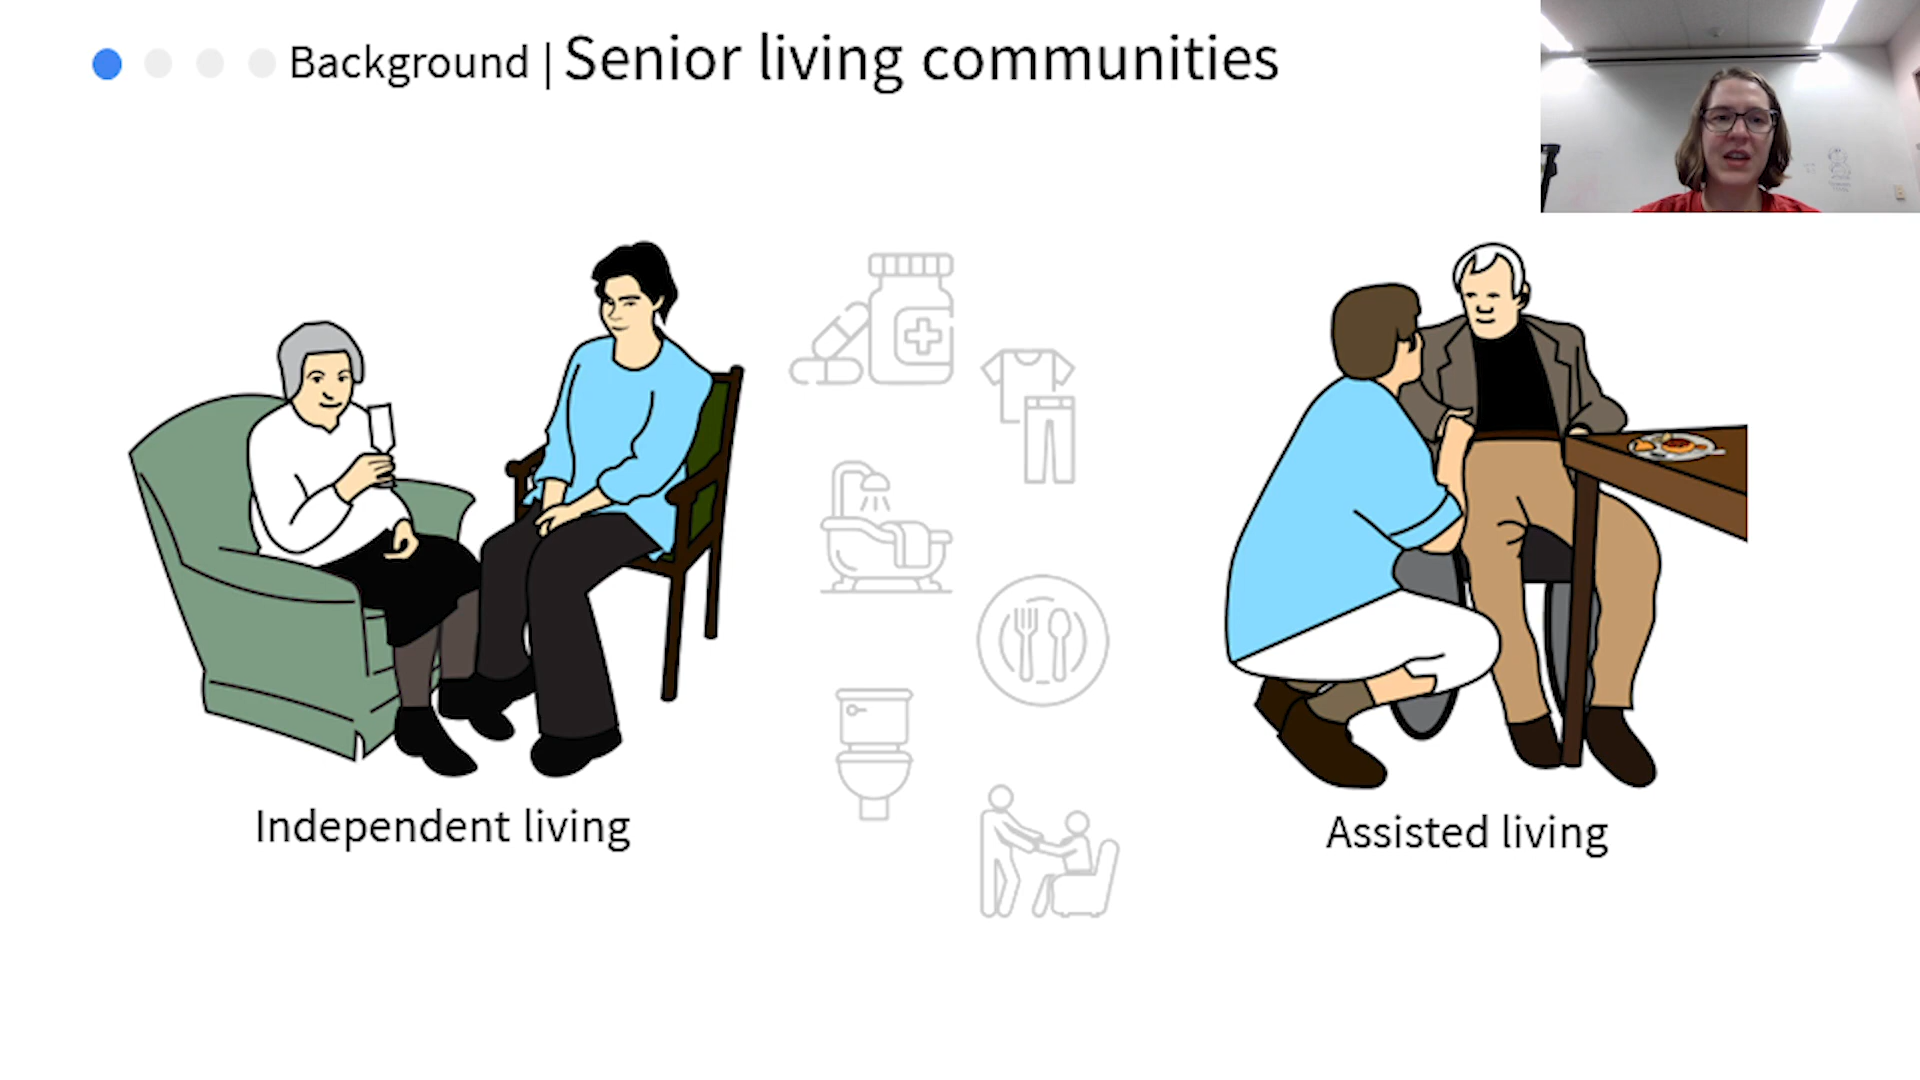 Background | Senior living communities
Independent living
Assisted living